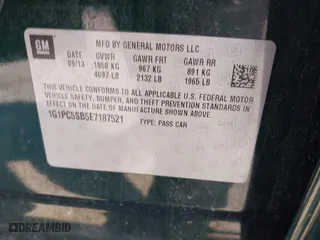 GM
MFD BY GENERAL MOTORS LLC
DATE GVWR GAWR FRT GAWR RR
09/13 1858 KG 967 KG 891 KG
4097 LB 2132 LB 1965 LB
THIS VEHICLE CONFORMS TO ALL APPLICABLE U.S. FEDERAL MOTOR
VEHICLE SAFETY, BUMPER, AND THEFT PREVENTION STANDARDS IN
EFFECT ON THE DATE OF MANUFACTURE SHOWN ABOVE.
1G1PC5SB5E7187521 TYPE: PASS CAR
© DREAMBID